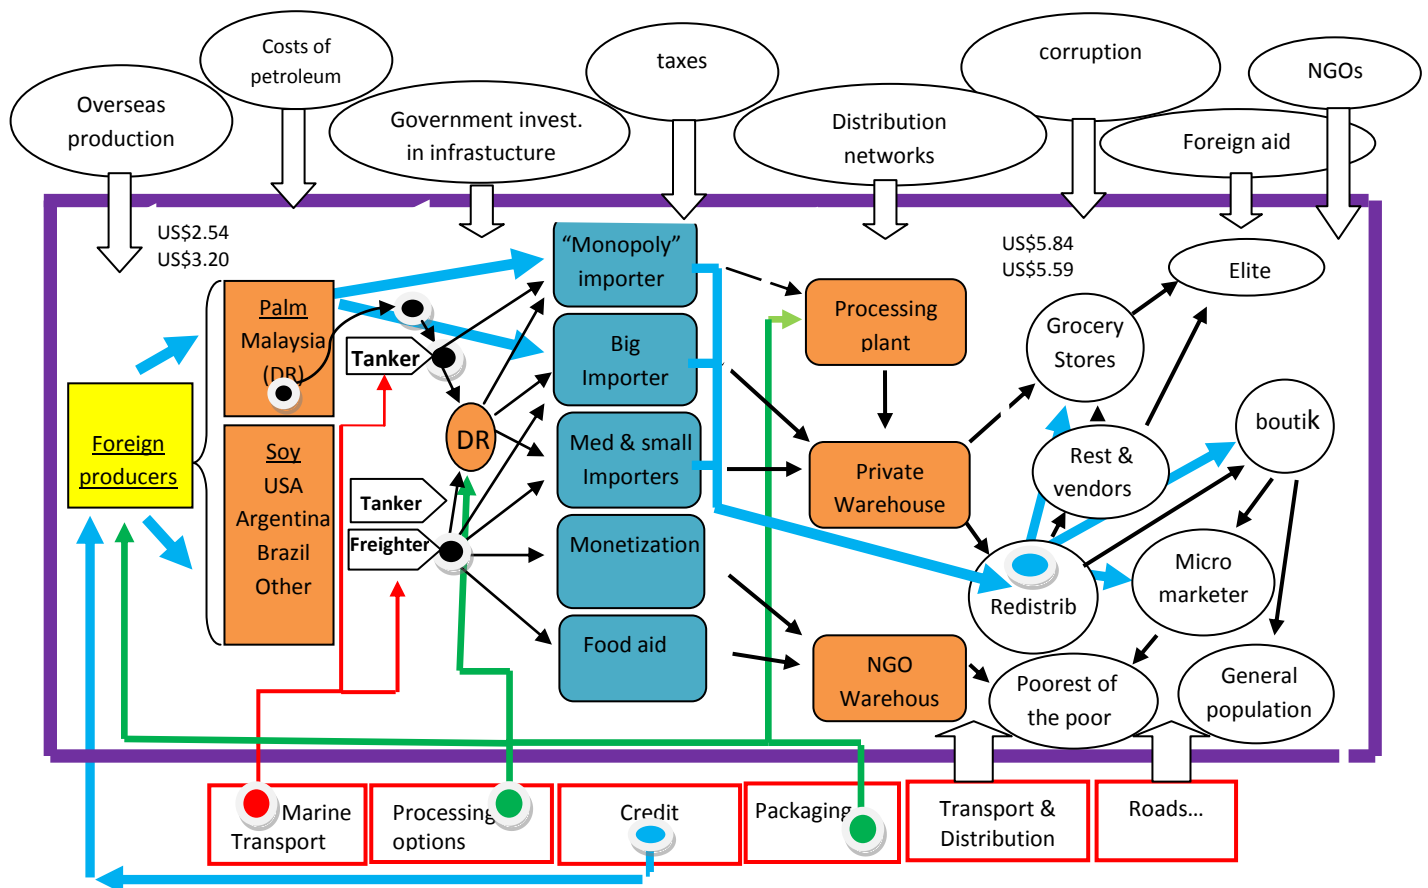 Overseas
production
Costs of
petroleum
Government invest.
in infrastucture
taxes
Distribution
networks
corruption
Foreign aid
NGOs
US$2.54
US$3.20
US$5.84
US$5.59
Foreign
producers
Palm
Malaysia
(DR)
Soy
USA
Argentina
Brazil
Other
Tanker
DR
Tanker
Freighter
“Monopoly”
importer
Big
Importer
Med & small
Importers
Monetization
Food aid
Processing
plant
Private
Warehouse
NGO
Warehous
Elite
Grocery
Stores
boutik
Rest &
vendors
Redistrib
Micro
marketer
Poorest of
the poor
General
population
Marine
Transport
Processing
options
Credit
Packaging
Transport &
Distribution
Roads…